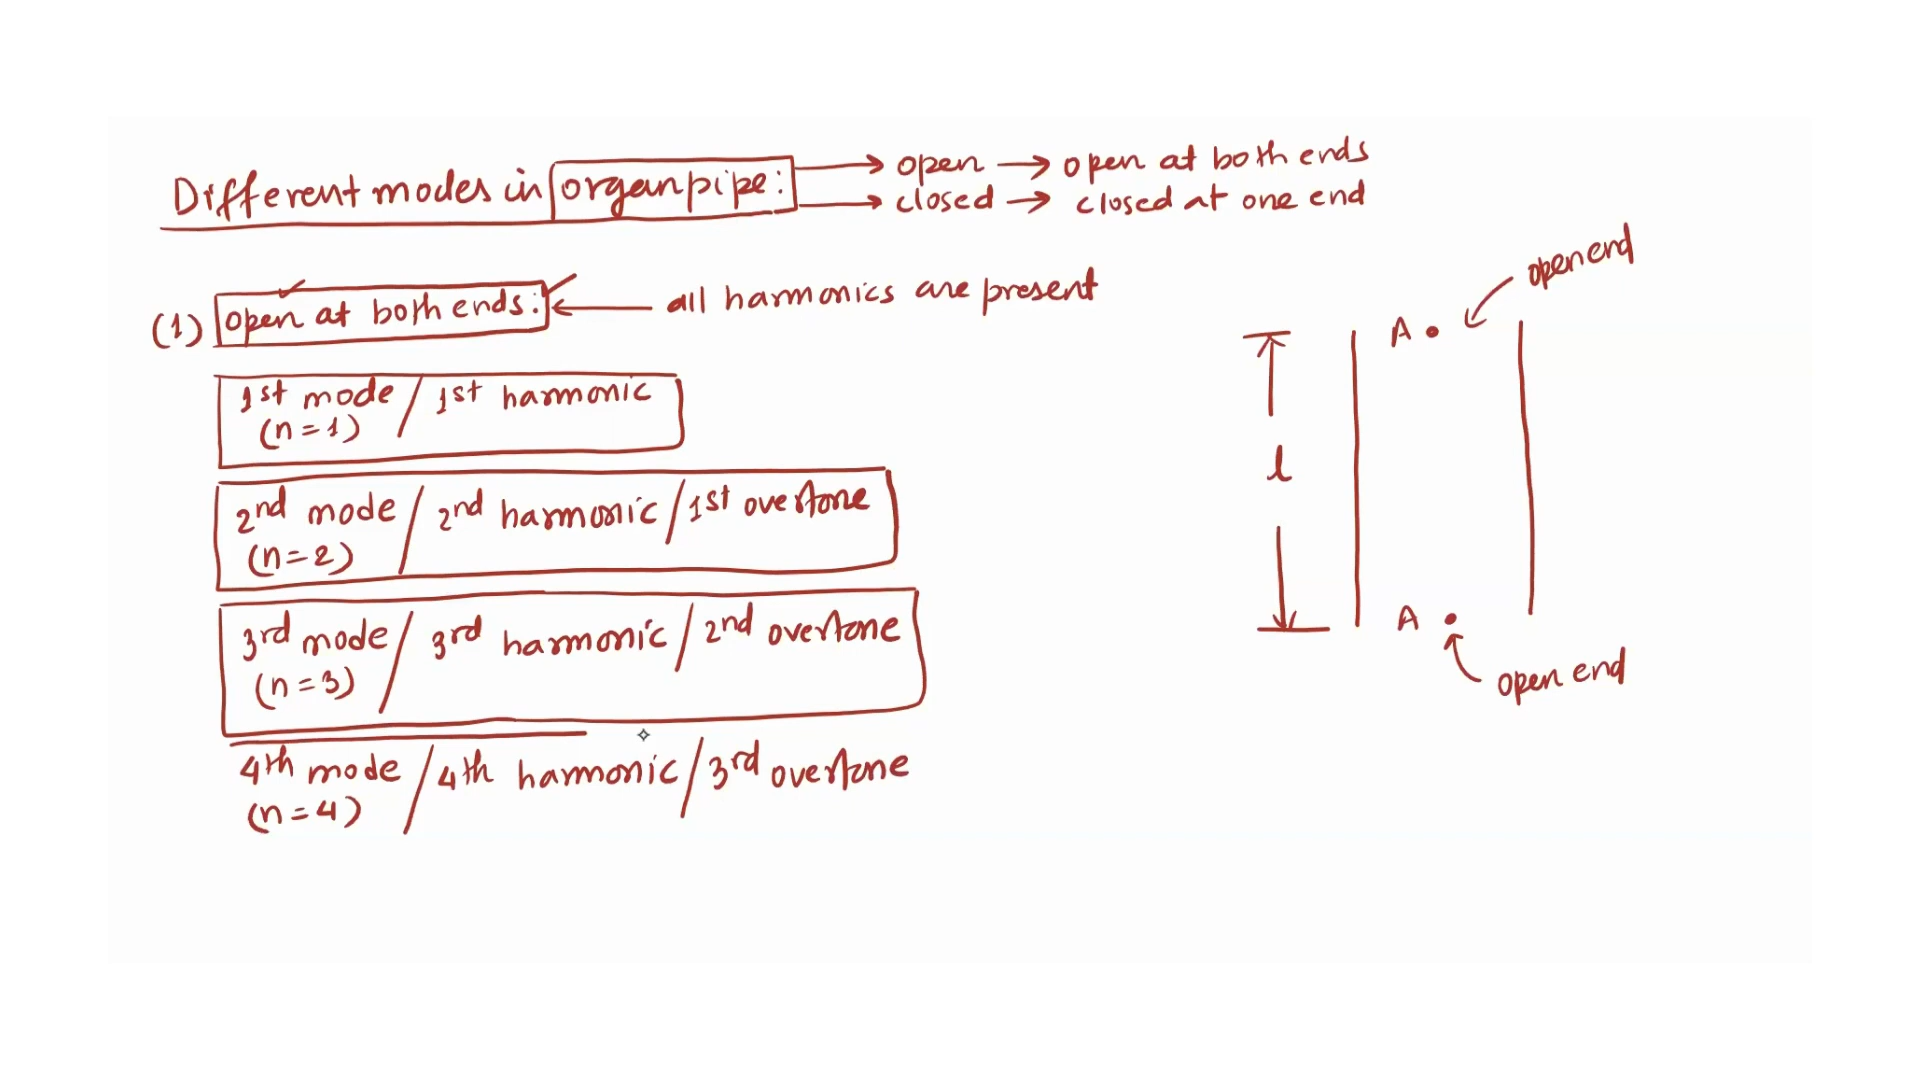 Different modes in organ pipe:
open → open at both ends
closed → closed at one end
(1) open at both ends: ← all harmonics are present
1st mode / 1st harmonic
(n=1)
2nd mode / 2nd harmonic / 1st overtone
(n=2)
3rd mode / 3rd harmonic / 2nd overtone
(n=3)
4th mode / 4th harmonic / 3rd overtone
(n=4)
open end
A
l
A
open end